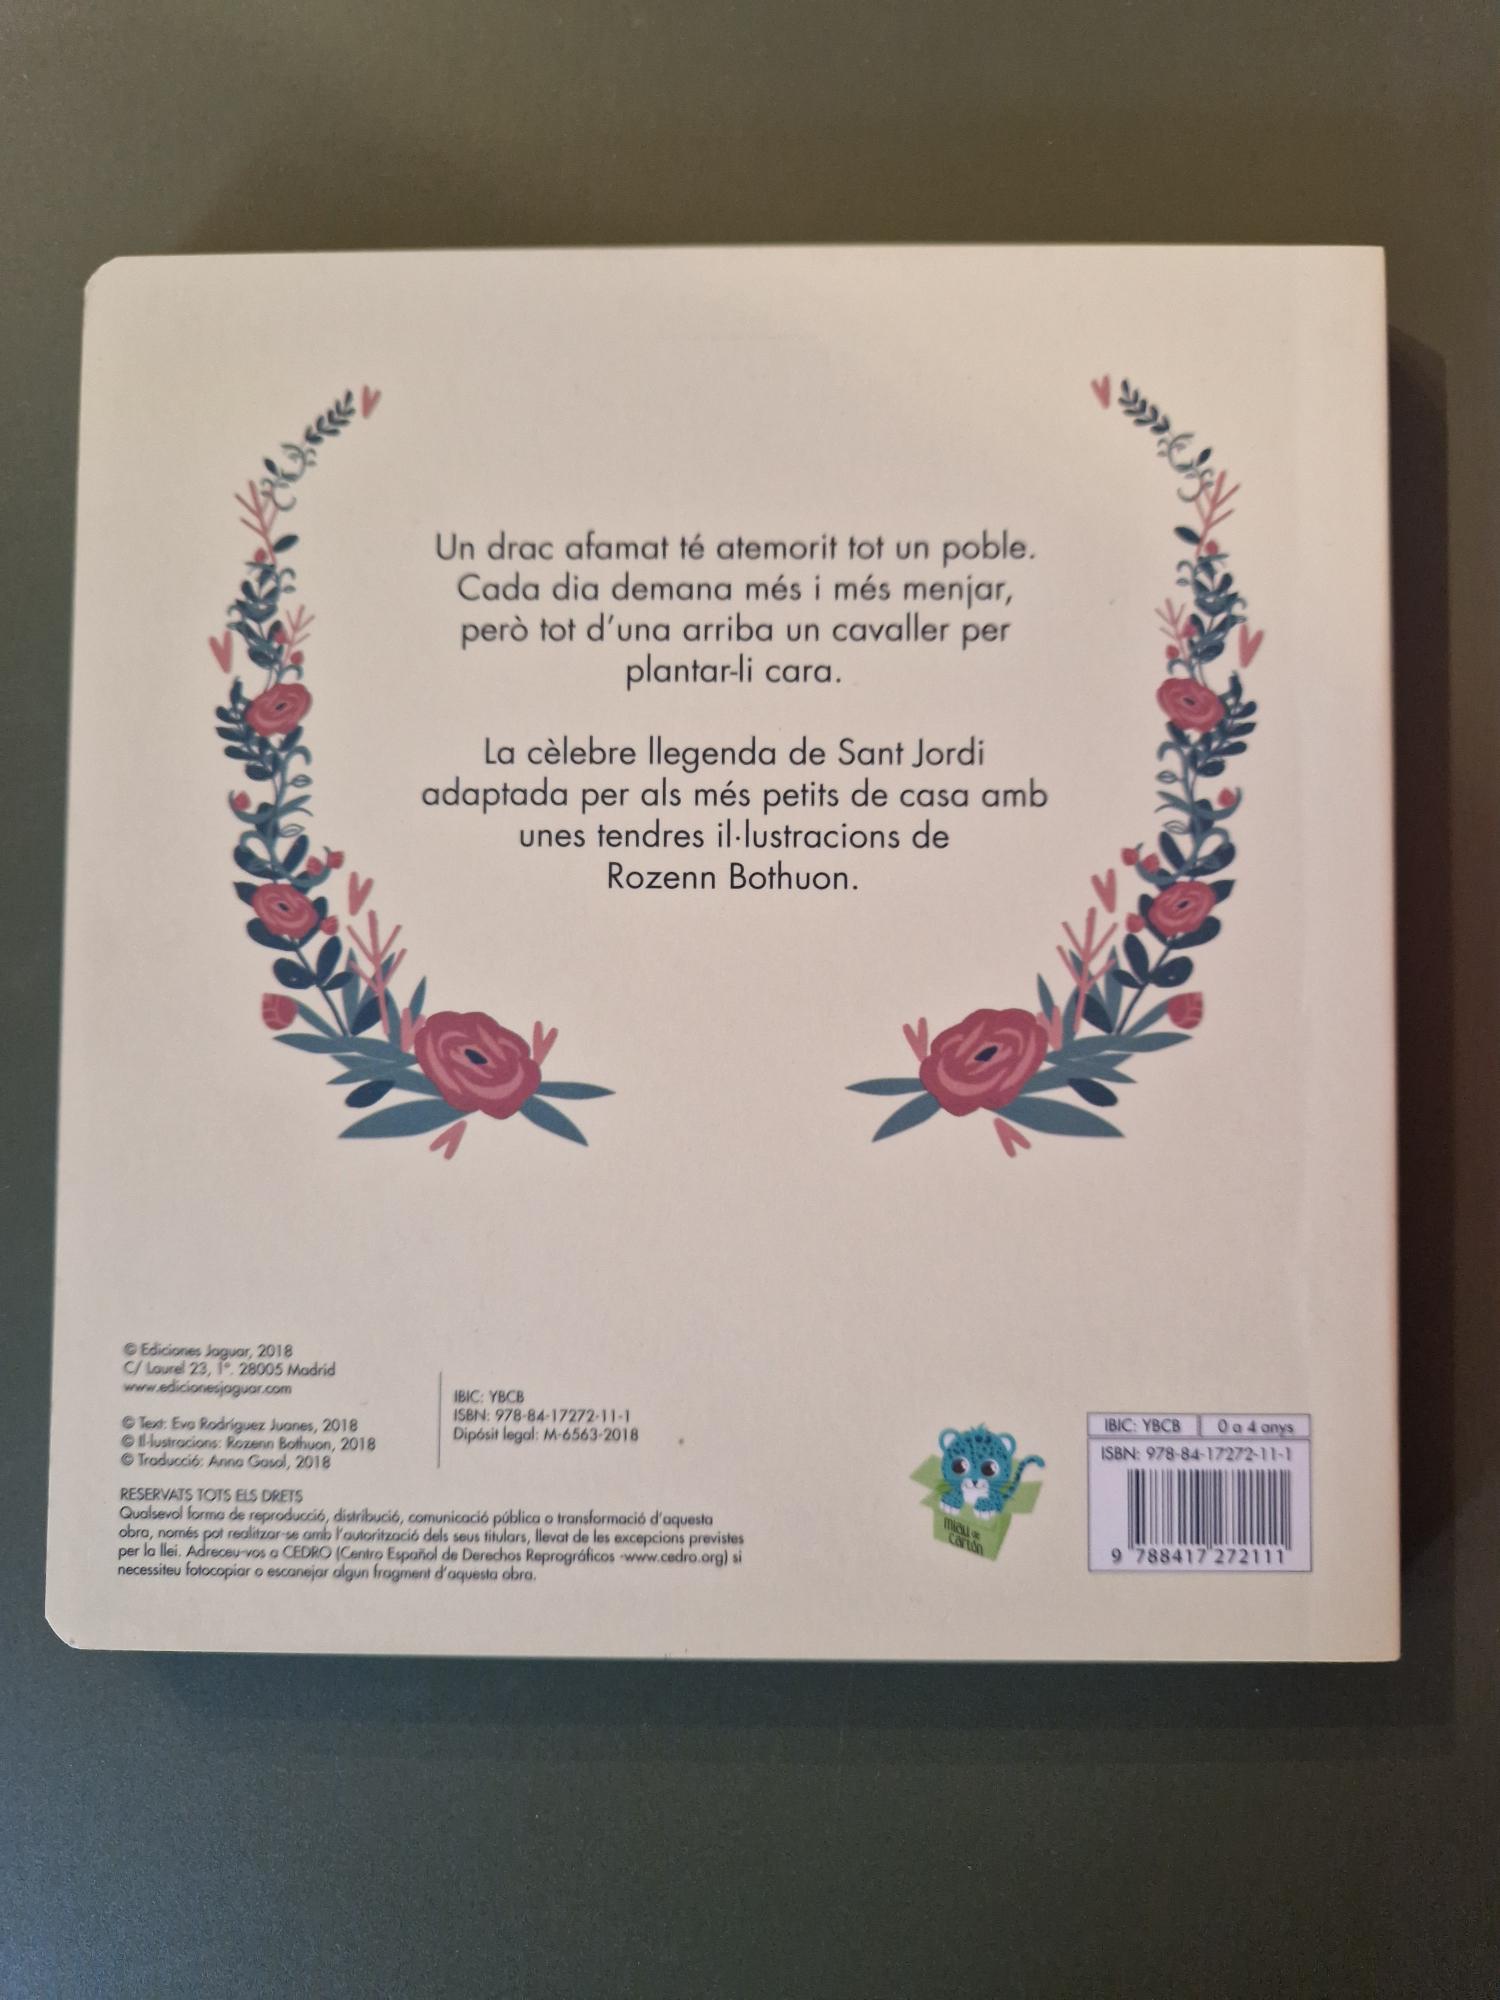 Un drac afamat té atemorit tot un poble.
Cada dia demana més i més menjar,
però tot d'una arriba un cavaller per
plantar-li cara.
La cèlebre llegenda de Sant Jordi
adaptada per als més petits de casa amb
unes tendres il·lustracions de
Rozenn Bothuon.
© Ediciones Jaguar, 2018
C/ Laurel 23, 1º. 28005 Madrid
www.edicionesjaguar.com
© Text: Eva Rodríguez Juanes, 2018
© Il·lustracions: Rozenn Bothuon, 2018
© Traducció: Anna Gasol, 2018
IBIC: YBCB
ISBN: 978-84-17272-11-1
Dipósit legal: M-6563-2018
RESERVATS TOTS ELS DRETS
Qualsevol forma de reproducció, distribució, comunicació pública o transformació d'aquesta
obra, només pot realitzar-se amb l'autorització dels seus titulars, llevat de les excepcions previstes
per la llei. Adreceu-vos a CEDRO (Centro Español de Derechos Reprográficos -www.cedro.org) si
necessiteu fotocopiar o escanejar algun fragment d'aquesta obra.
miau de
cartón
IBIC: YBCB 0 a 4 anys
ISBN: 978-84-17272-11-1
9 788417 272111